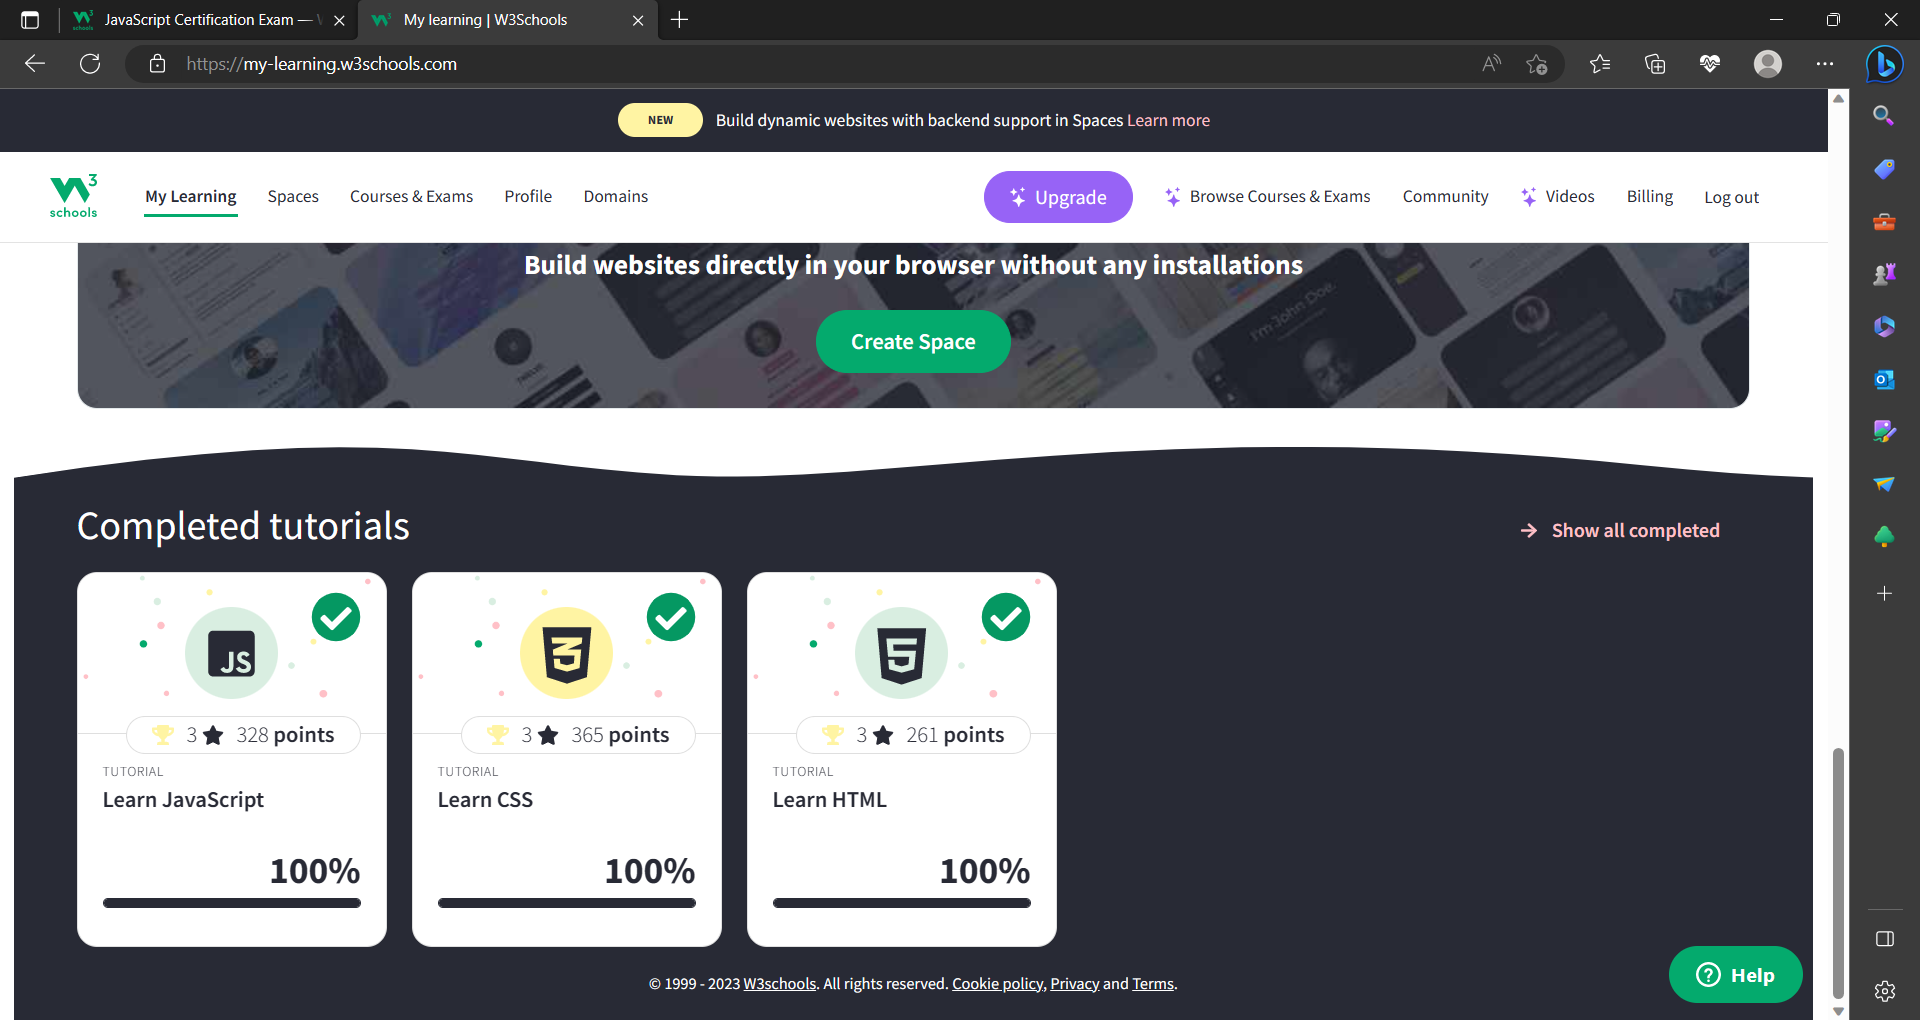 JavaScript Certification Exam —
My learning | W3Schools
https://my-learning.w3schools.com
NEW
Build dynamic websites with backend support in Spaces Learn more
W3
schools
My Learning
Spaces
Courses & Exams
Profile
Domains
Upgrade
Browse Courses & Exams
Community
Videos
Billing
Log out
Build websites directly in your browser without any installations
I'm John Doe.
Create Space
Completed tutorials
Show all completed
JS
3
5
3 ★ 328 points
3 ★ 365 points
3 ★ 261 points
TUTORIAL
Learn JavaScript
TUTORIAL
Learn CSS
TUTORIAL
Learn HTML
100%
100%
100%
© 1999 - 2023 W3schools. All rights reserved. Cookie policy, Privacy and Terms.
Help